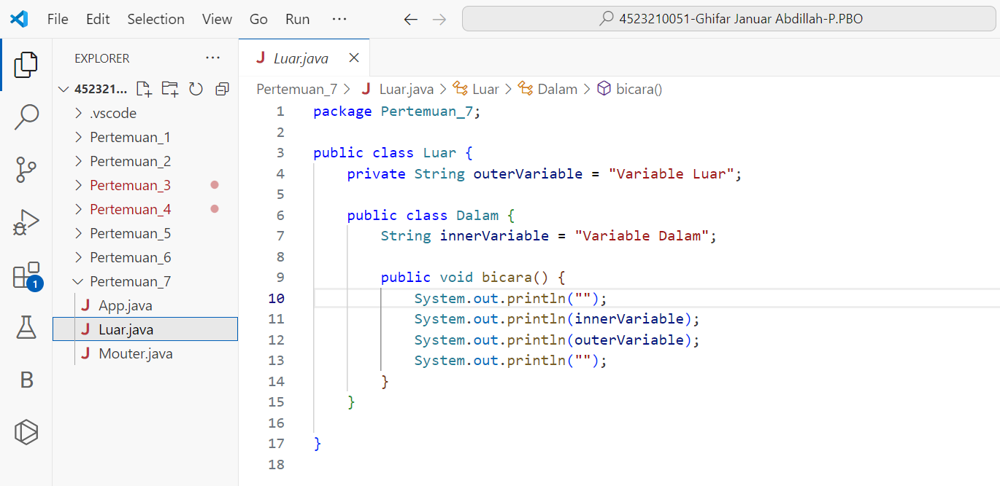 File Edit Selection View Go Run ··· 4523210051-Ghifar Januar Abdillah-P.PBO
EXPLORER ···
452321...
.vscode
Pertemuan_1
Pertemuan_2
Pertemuan_3
Pertemuan_4
Pertemuan_5
Pertemuan_6
Pertemuan_7
J App.java
J Luar.java
J Mouter.java
1
B
J Luar.java
Pertemuan_7 > J Luar.java > Luar > Dalam > bicara()
1 package Pertemuan_7;
2
3 public class Luar {
4 private String outerVariable = "Variable Luar";
5
6 public class Dalam {
7 String innerVariable = "Variable Dalam";
8
9 public void bicara() {
10 System.out.println("");
11 System.out.println(innerVariable);
12 System.out.println(outerVariable);
13 System.out.println("");
14 }
15 }
16
17 }
18